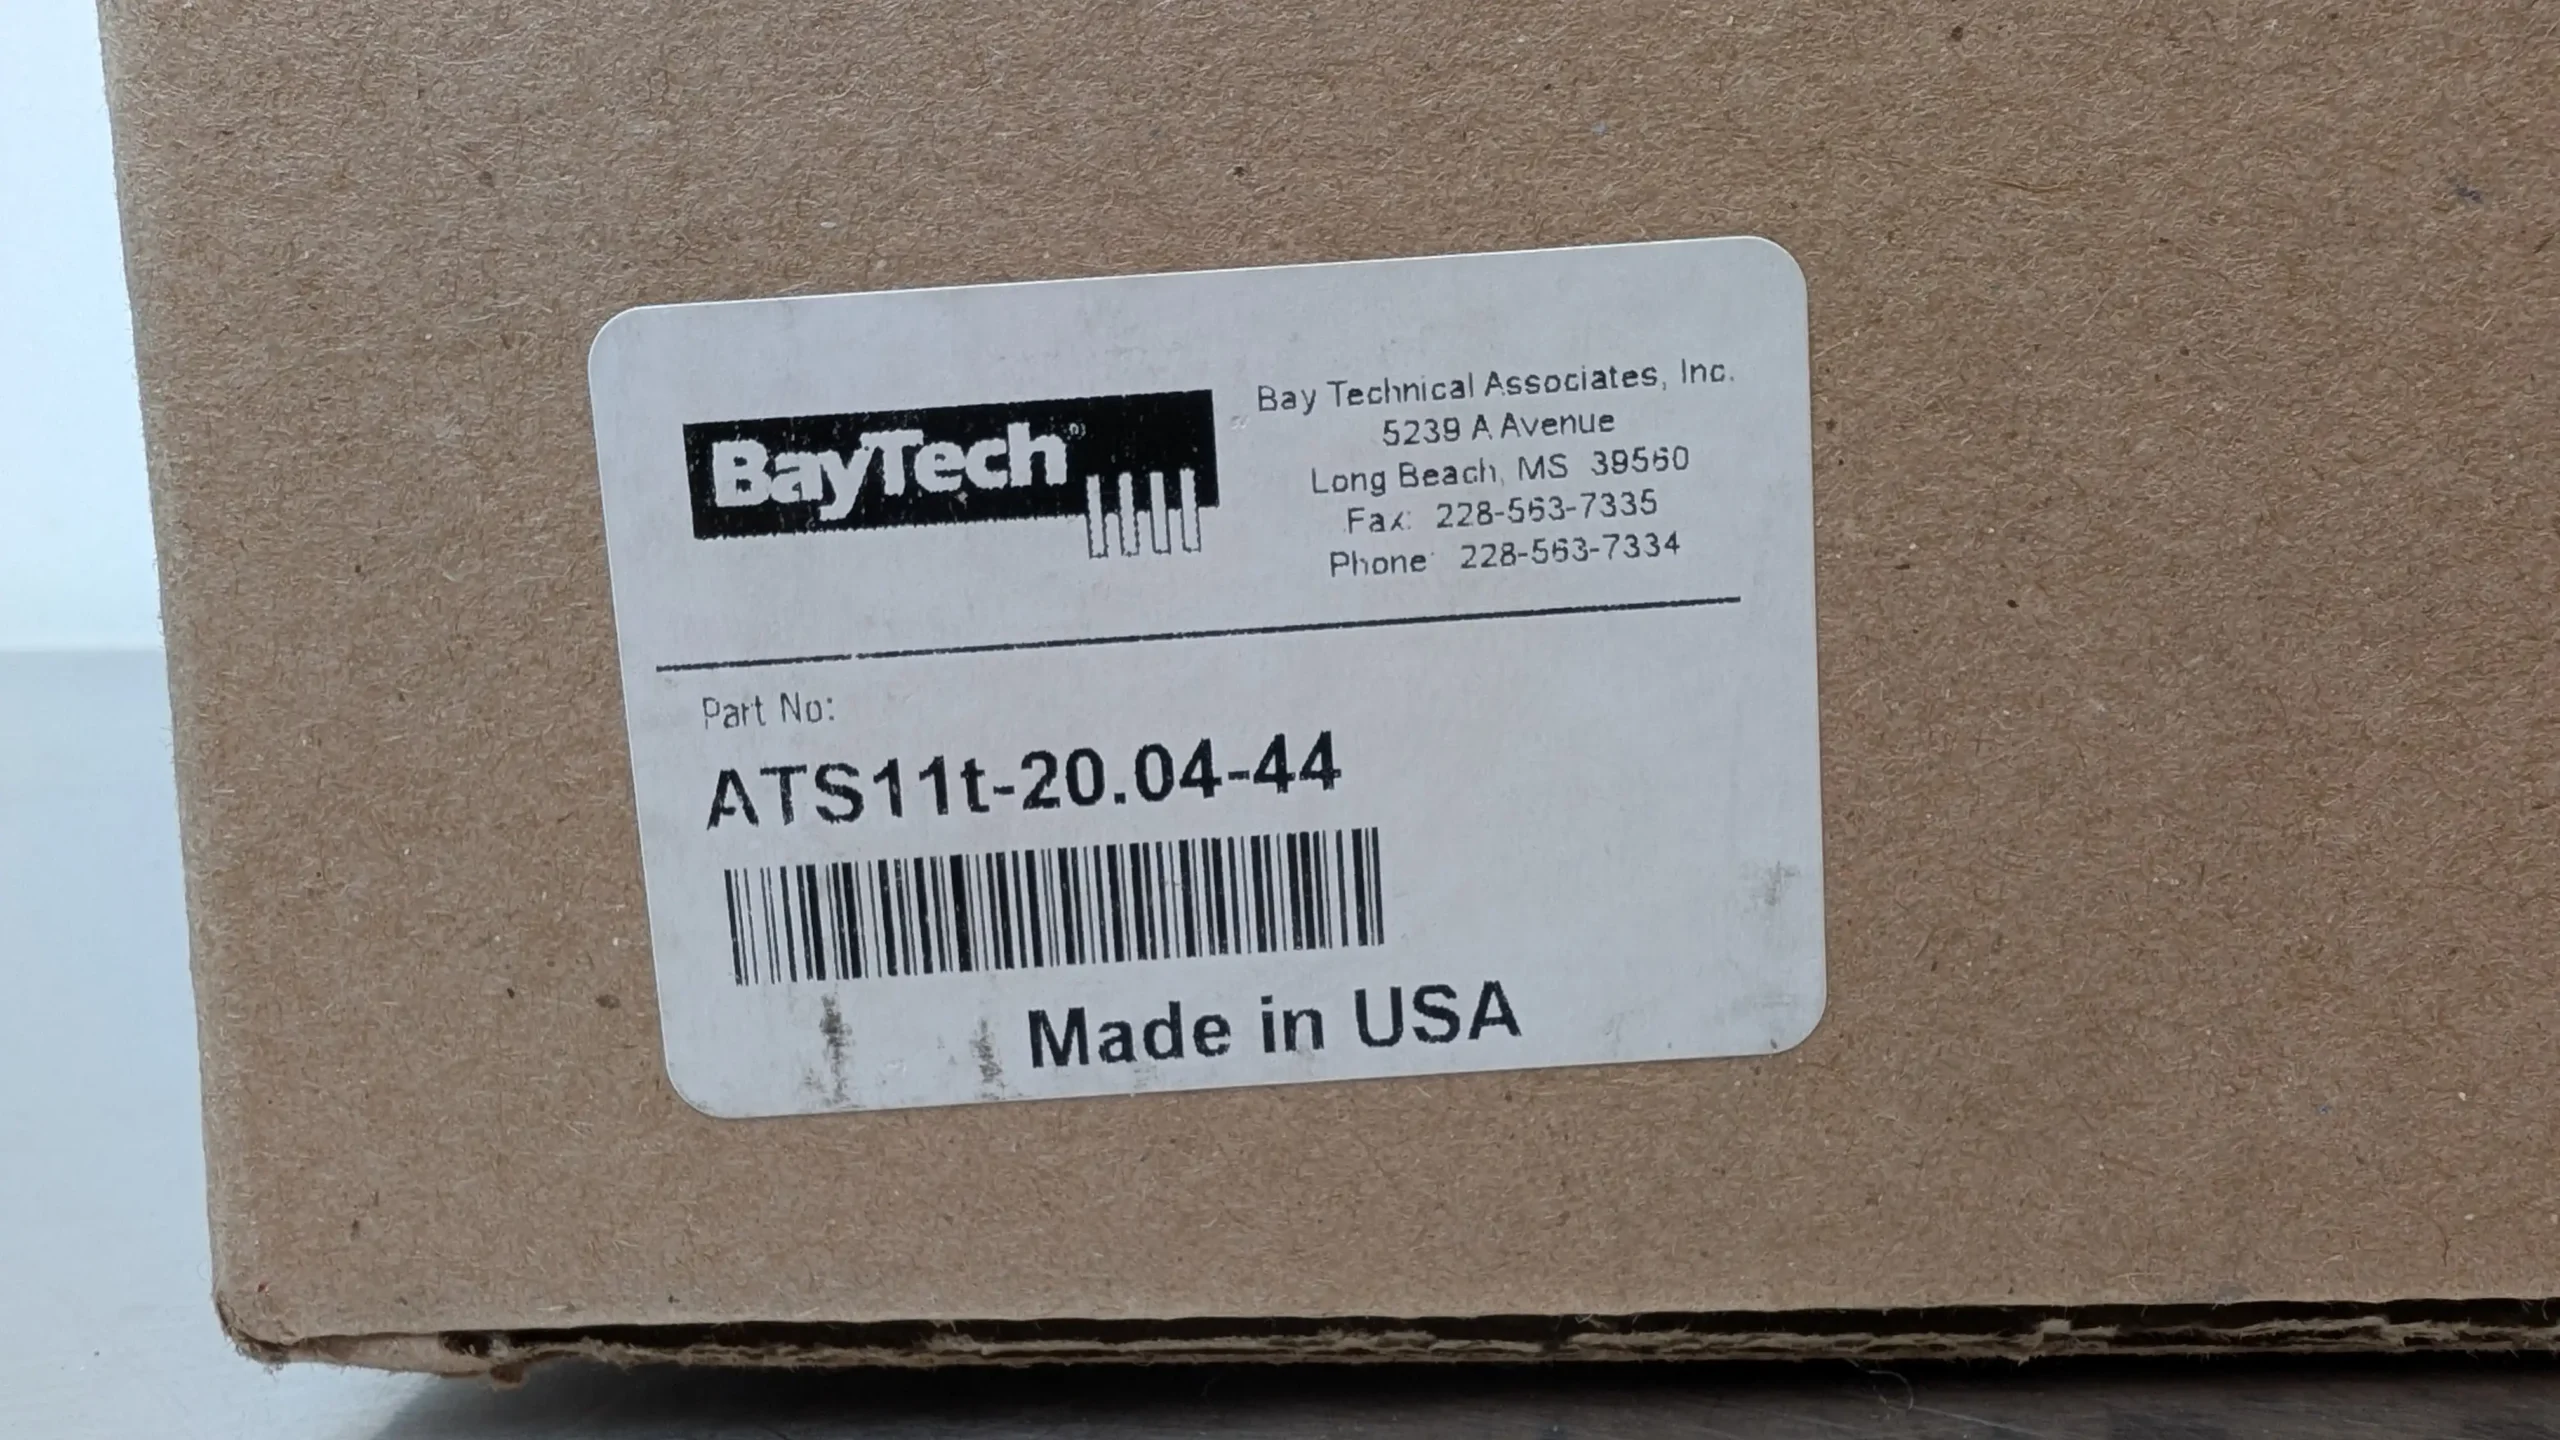 BayTech®
Bay Technical Associates, Inc.
5239 A Avenue
Long Beach, MS 39560
Fax: 228-563-7335
Phone: 228-563-7334
Part No:
ATS11t-20.04-44
Made in USA